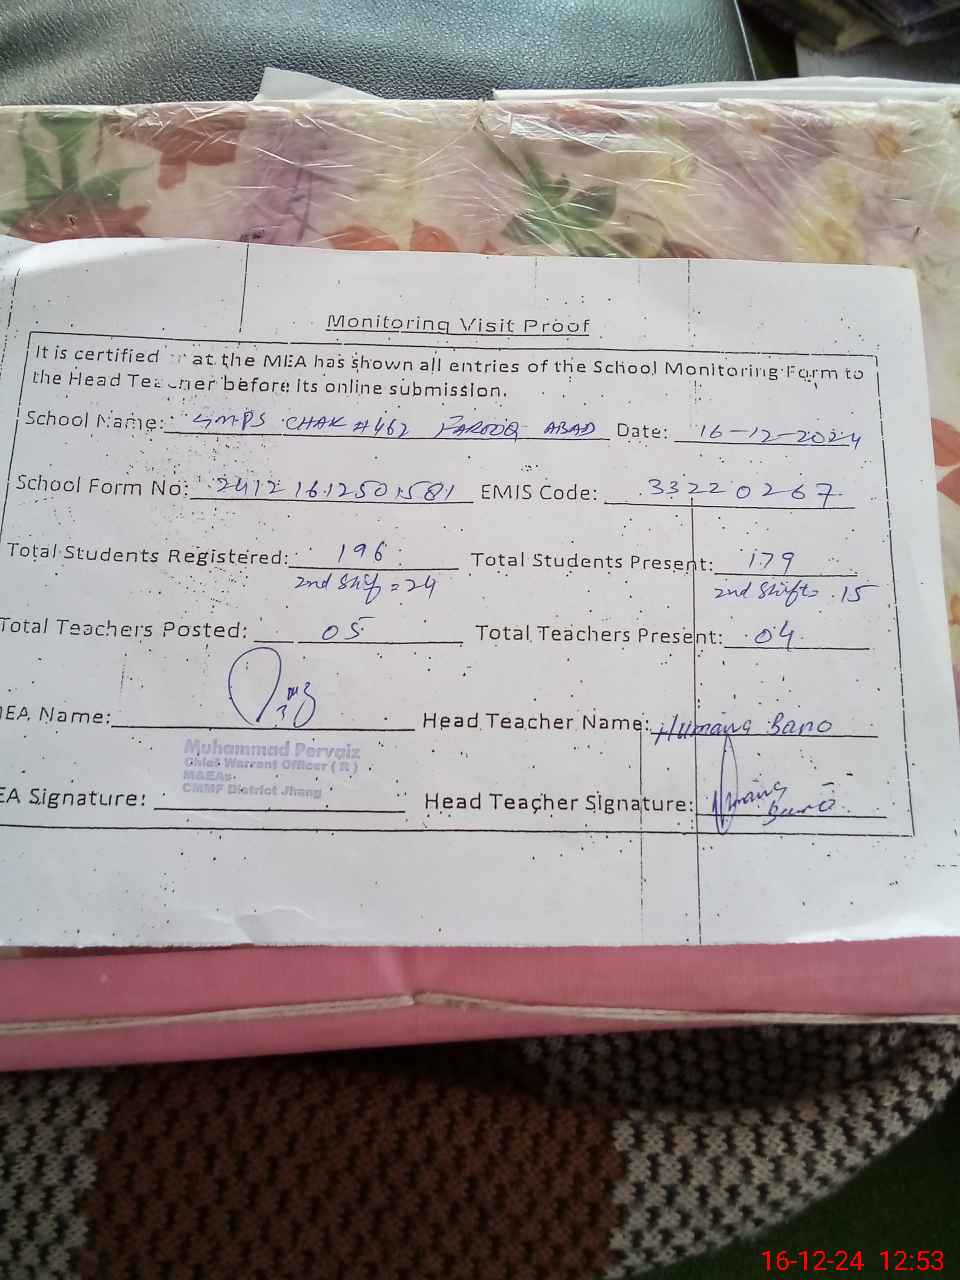 Monitoring Visit Proof
It is certified at the MEA has shown all entries of the School Monitoring Form to
the Head Teacher before its online submission.
School Name: GMPS CHAK #462 FAROOQ ABAD Date: 16-12-2024
School Form No: 24121612501581 EMIS Code: 33220267
Total Students Registered: 196 Total Students Present: 179
2nd Shif = 24 2nd Shift= 15
Total Teachers Posted: 05 Total Teachers Present: 04
EA Name: Head Teacher Name: Humaina Bano
Muhammad Pervaiz
Chief Warrant Officer ( R )
M&EAs
CMMF District Jhang
EA Signature: Head Teacher Signature: Bano
16-12-24 12:53